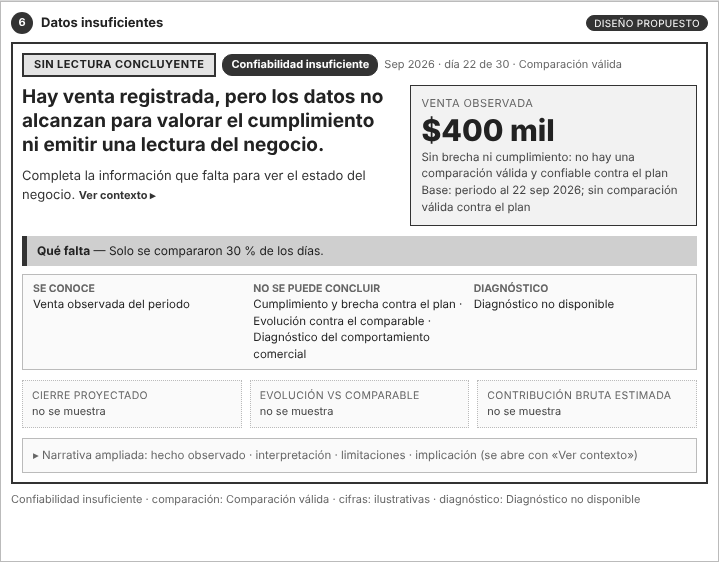 6 Datos insuficientes
DISEÑO PROPUESTO
SIN LECTURA CONCLUYENTE
Confiabilidad insuficiente
Sep 2026 · día 22 de 30 · Comparación válida
Hay venta registrada, pero los datos no
alcanzan para valorar el cumplimiento
ni emitir una lectura del negocio.
Completa la información que falta para ver el estado del
negocio. Ver contexto ▸
VENTA OBSERVADA
$400 mil
Sin brecha ni cumplimiento: no hay una
comparación válida y confiable contra el plan
Base: periodo al 22 sep 2026; sin comparación
válida contra el plan
Qué falta — Solo se compararon 30 % de los días.
SE CONOCE
Venta observada del periodo
NO SE PUEDE CONCLUIR
Cumplimiento y brecha contra el plan ·
Evolución contra el comparable ·
Diagnóstico del comportamiento
comercial
DIAGNÓSTICO
Diagnóstico no disponible
CIERRE PROYECTADO
no se muestra
EVOLUCIÓN VS COMPARABLE
no se muestra
CONTRIBUCIÓN BRUTA ESTIMADA
no se muestra
▸ Narrativa ampliada: hecho observado · interpretación · limitaciones · implicación (se abre con «Ver contexto»)
Confiabilidad insuficiente · comparación: Comparación válida · cifras: ilustrativas · diagnóstico: Diagnóstico no disponible